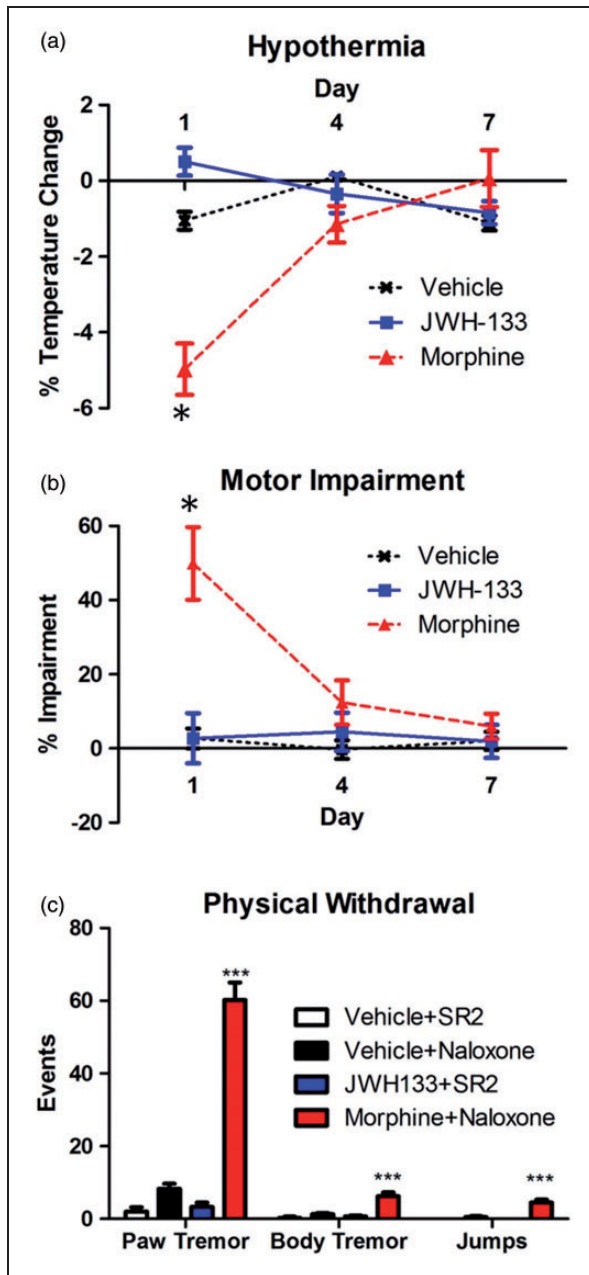 (a)
Hypothermia
Day
1 4 7
2
0
-2
-4
-6
% Temperature Change
Vehicle
JWH-133
Morphine
*
(b)
Motor Impairment
*
60
40
20
0
-20
% Impairment
Vehicle
JWH-133
Morphine
1 4 7
Day
(c)
Physical Withdrawal
80
60
40
20
0
Events
***
Vehicle+SR2
Vehicle+Naloxone
JWH133+SR2
Morphine+Naloxone
*** ***
Paw Tremor Body Tremor Jumps